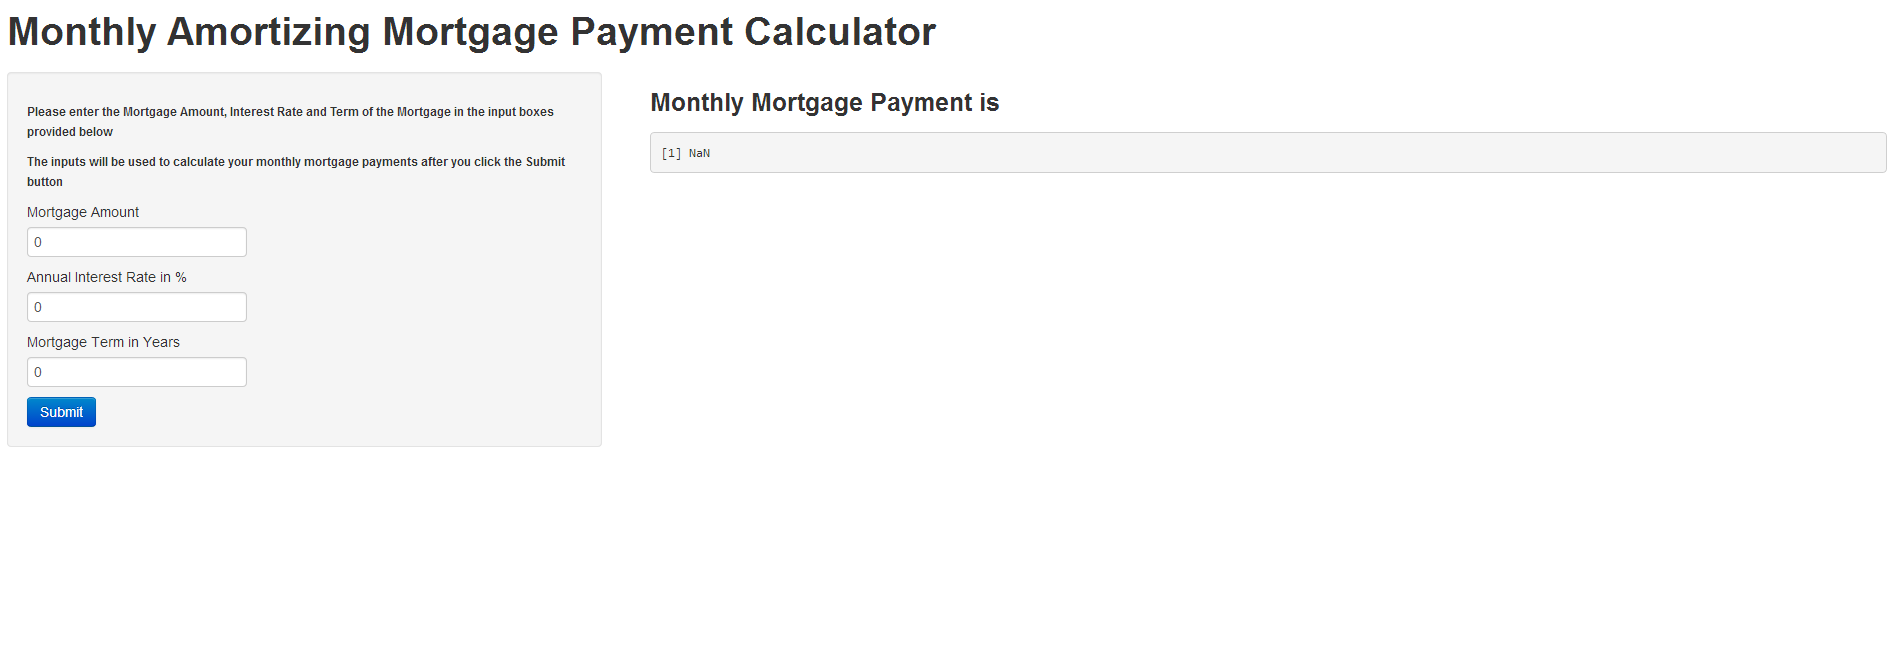 Monthly Amortizing Mortgage Payment Calculator
Please enter the Mortgage Amount, Interest Rate and Term of the Mortgage in the input boxes
provided below
The inputs will be used to calculate your monthly mortgage payments after you click the Submit
button
Mortgage Amount
0
Annual Interest Rate in %
0
Mortgage Term in Years
0
Submit
Monthly Mortgage Payment is
[1] NaN